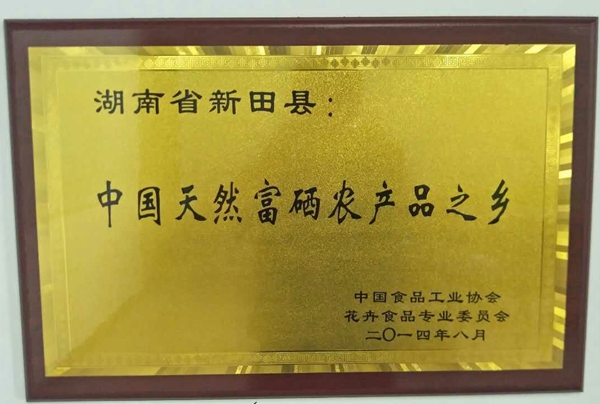 湖南省新田县：
中国天然富硒农产品之乡
中国食品工业协会
花卉食品专业委员会
二〇一四年八月